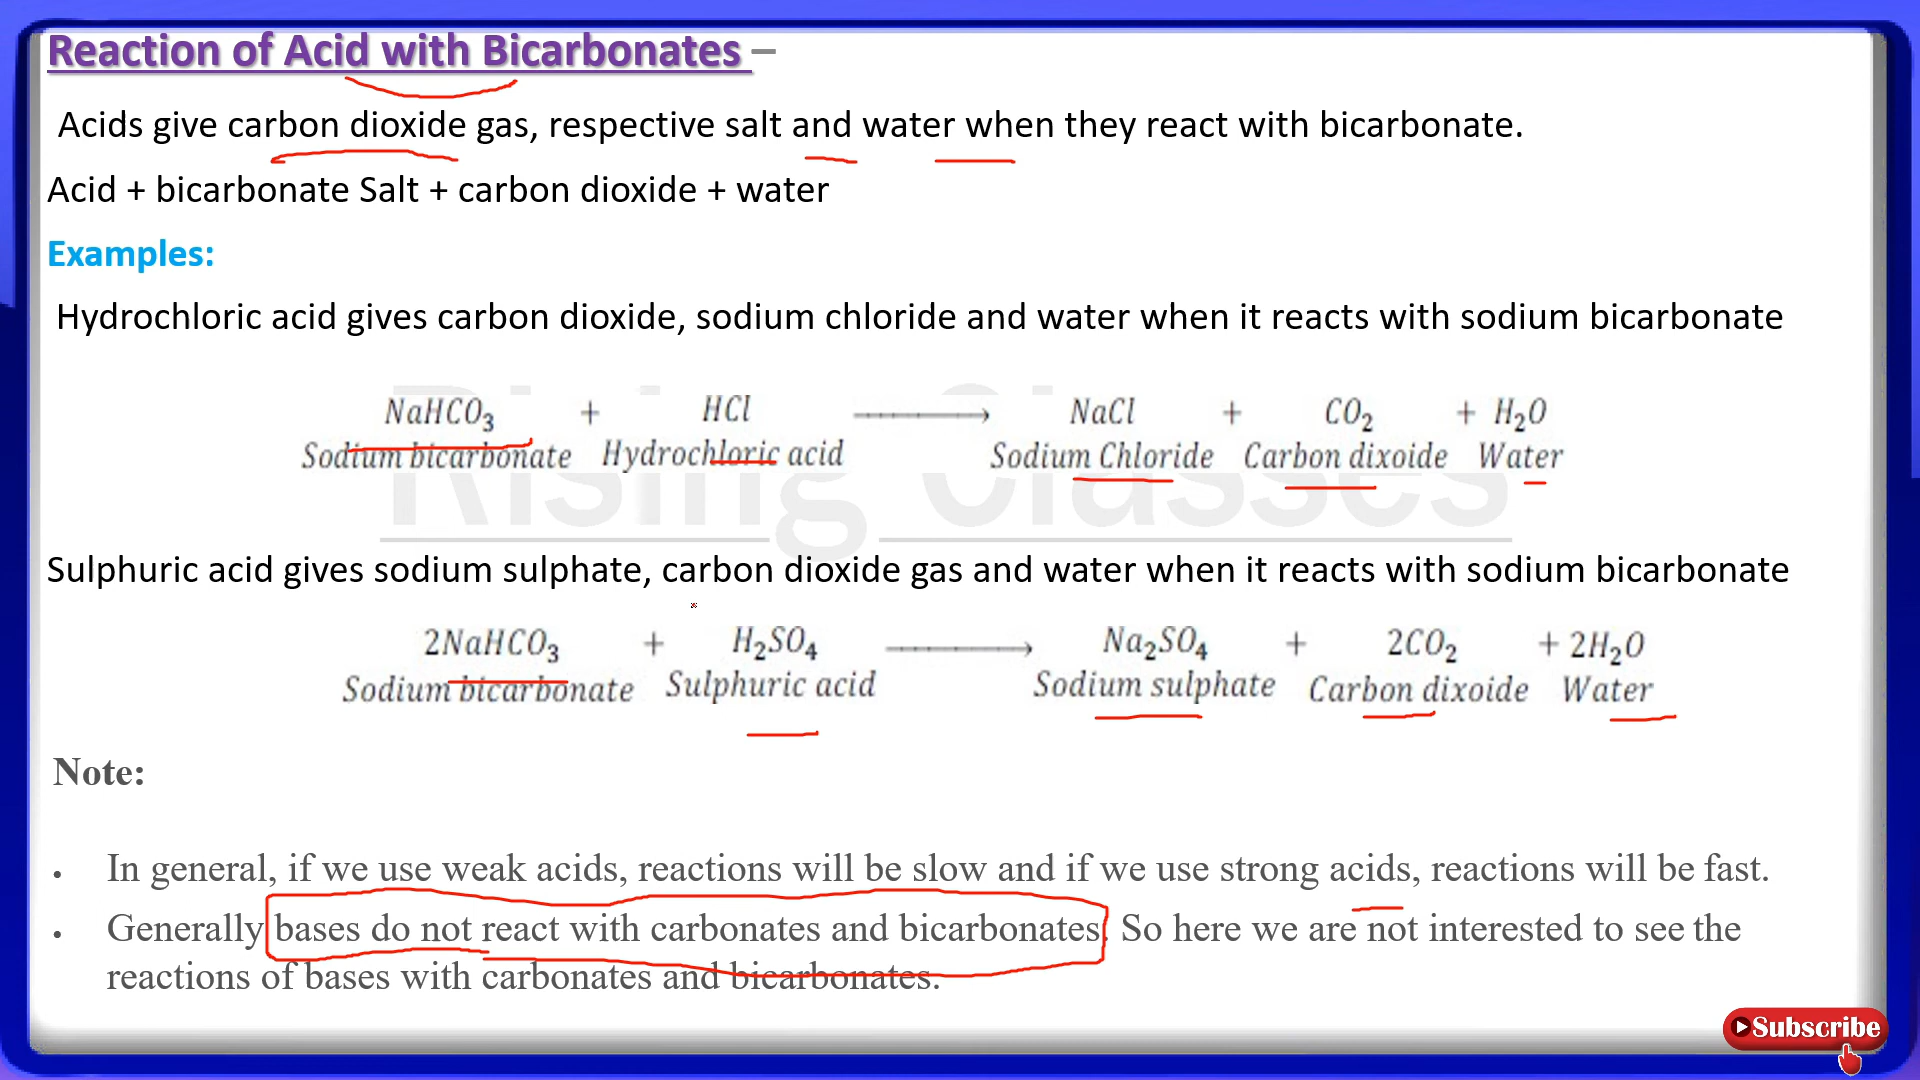 Reaction of Acid with Bicarbonates –
Acids give carbon dioxide gas, respective salt and water when they react with bicarbonate.
Acid + bicarbonate Salt + carbon dioxide + water
Examples:
Hydrochloric acid gives carbon dioxide, sodium chloride and water when it reacts with sodium bicarbonate
NaHCO₃ + HCl ⟶ NaCl + CO₂ + H₂O
Sodium bicarbonate Hydrochloric acid Sodium Chloride Carbon dixoide Water
Rising Classes
Sulphuric acid gives sodium sulphate, carbon dioxide gas and water when it reacts with sodium bicarbonate
2NaHCO₃ + H₂SO₄ ⟶ Na₂SO₄ + 2CO₂ + 2H₂O
Sodium bicarbonate Sulphuric acid Sodium sulphate Carbon dixoide Water
Note:
• In general, if we use weak acids, reactions will be slow and if we use strong acids, reactions will be fast.
• Generally bases do not react with carbonates and bicarbonates. So here we are not interested to see the
reactions of bases with carbonates and bicarbonates.
Subscribe